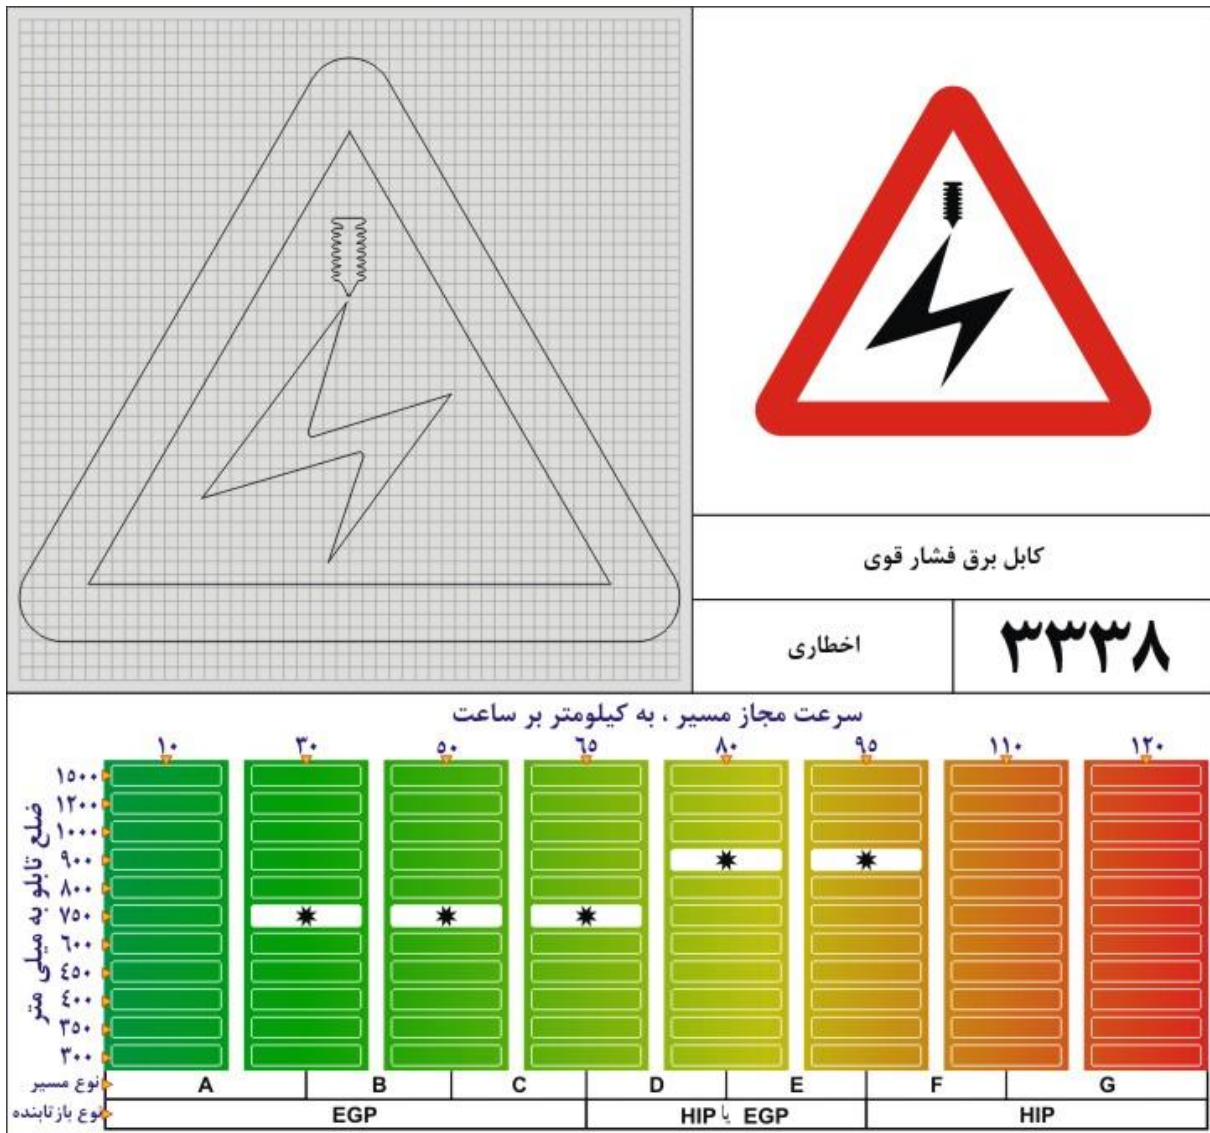 کابل برق فشار قوی
اخطاری
۳۳۳۸
سرعت مجاز مسیر ، به کیلومتر بر ساعت
۱۰ ۳۰ ۵۰ ۶۵ ۸۰ ۹۵ ۱۱۰ ۱۲۰
ضلع تابلو به میلی متر
۱۵۰۰
۱۲۰۰
۱۰۰۰
۹۰۰
۸۰۰
۷۵۰
۶۰۰
٤۵۰
٤۰۰
۳۵۰
۳۰۰
نوع مسیر A B C D E F G
نوع بازتابنده EGP HIP یا EGP HIP